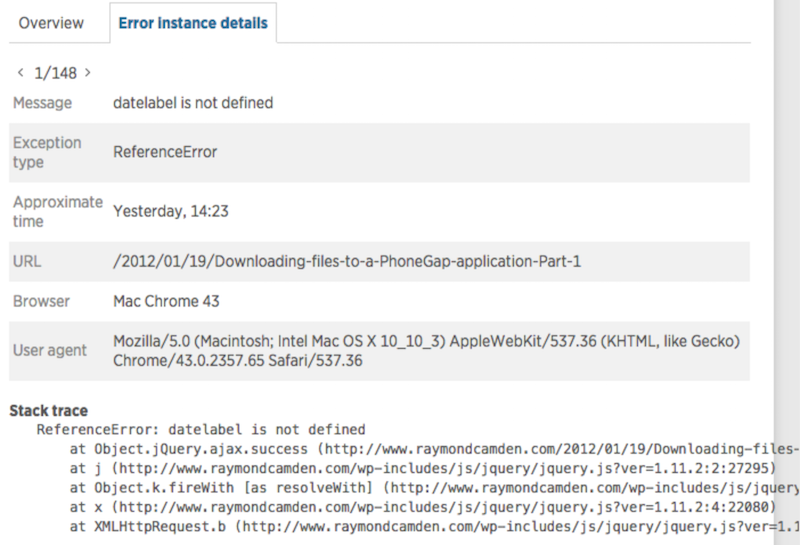 Overview
Error instance details
< 1/148 >
Message datelabel is not defined
Exception
type
ReferenceError
Approximate
time
Yesterday, 14:23
URL /2012/01/19/Downloading-files-to-a-PhoneGap-application-Part-1
Browser Mac Chrome 43
User agent
Mozilla/5.0 (Macintosh; Intel Mac OS X 10_10_3) AppleWebKit/537.36 (KHTML, like Gecko)
Chrome/43.0.2357.65 Safari/537.36
Stack trace
ReferenceError: datelabel is not defined
at Object.jQuery.ajax.success (http://www.raymondcamden.com/2012/01/19/Downloading-files-
at j (http://www.raymondcamden.com/wp-includes/js/jquery/jquery.js?ver=1.11.2:2:27295)
at Object.k.fireWith [as resolveWith] (http://www.raymondcamden.com/wp-includes/js/jquery
at x (http://www.raymondcamden.com/wp-includes/js/jquery/jquery.js?ver=1.11.2:4:22080)
at XMLHttpRequest.b (http://www.raymondcamden.com/wp-includes/js/jquery/jquery.js?ver=1.1